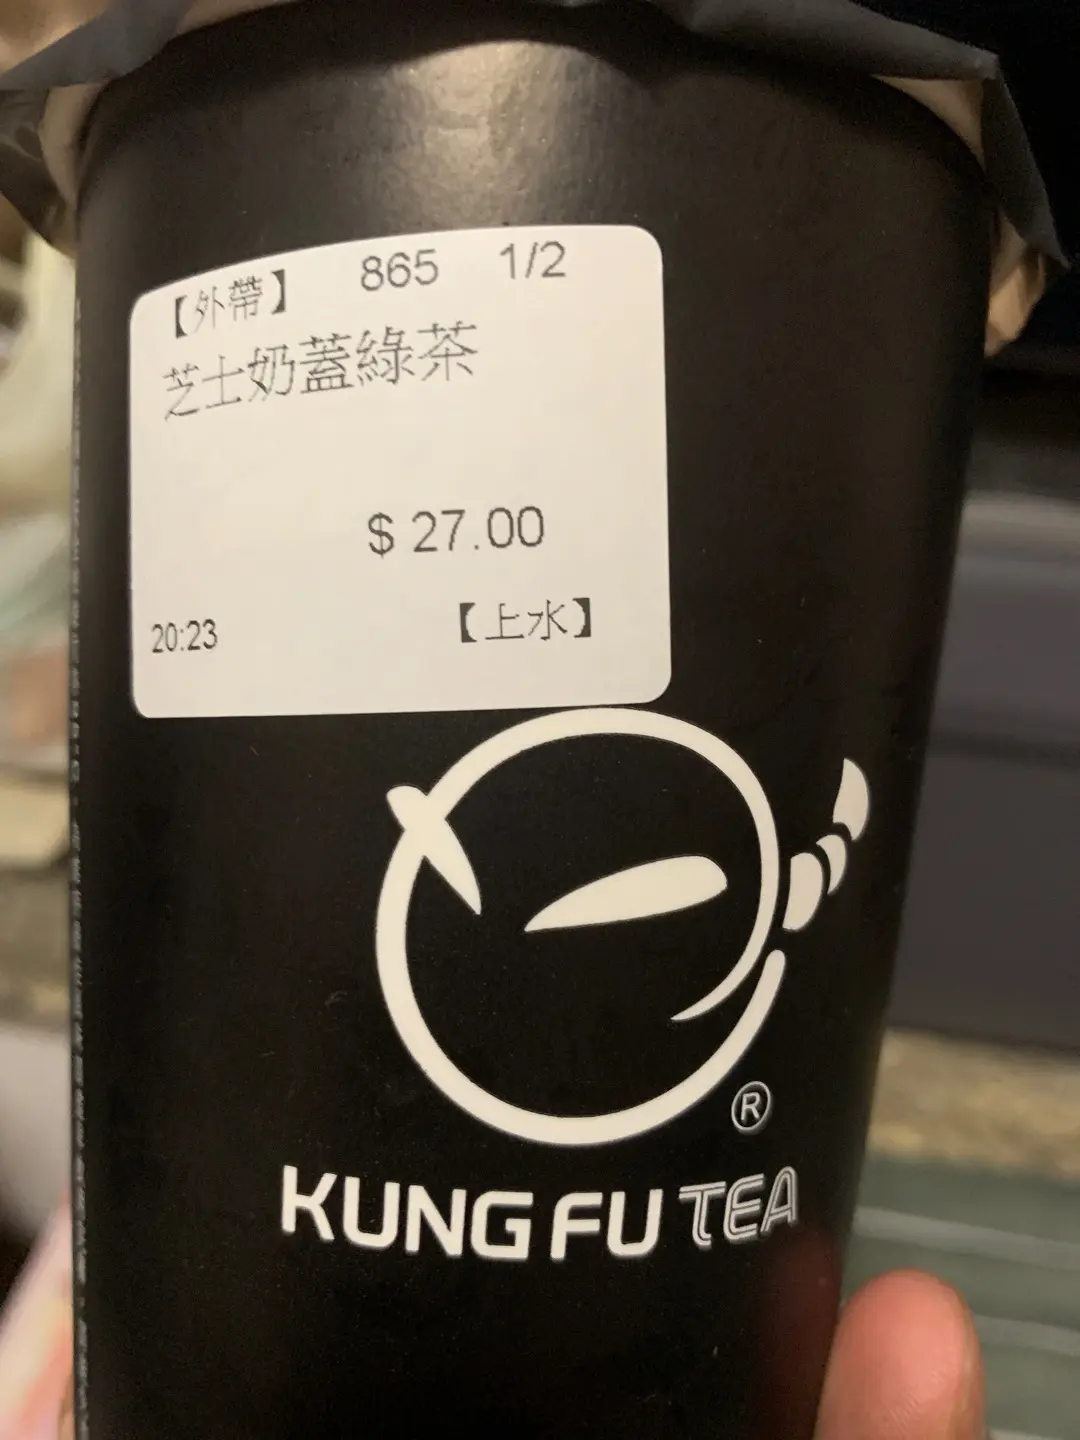 【外帶】 865 1/2
芝士奶蓋綠茶
$ 27.00
20:23 【上水】
®
KUNG FU TEA